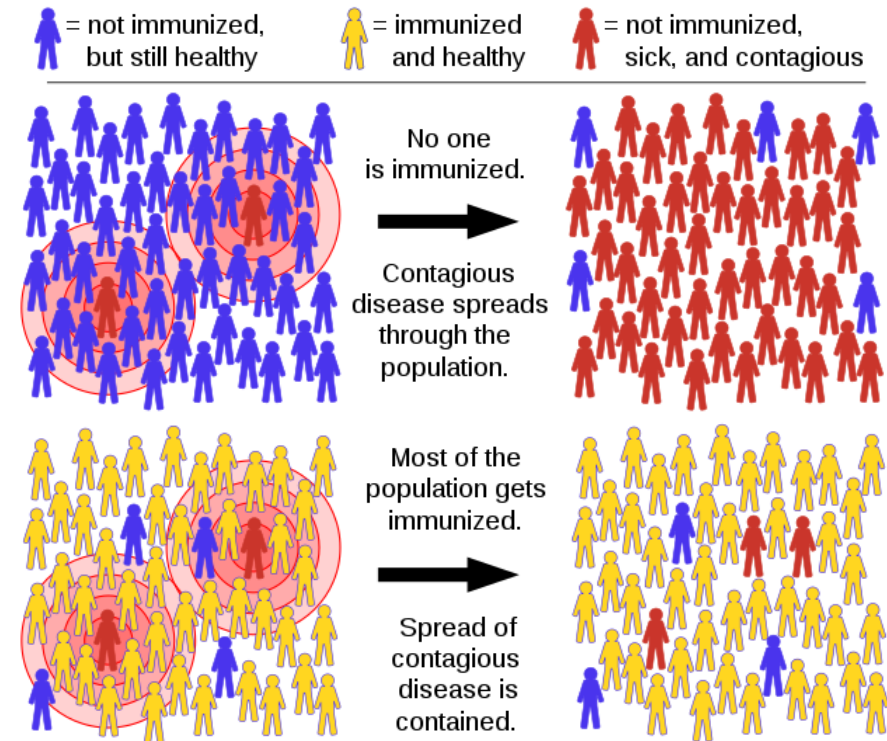 = not immunized,
but still healthy
= immunized
and healthy
= not immunized,
sick, and contagious
No one
is immunized.
Contagious
disease spreads
through the
population.
Most of the
population gets
immunized.
Spread of
contagious
disease is
contained.